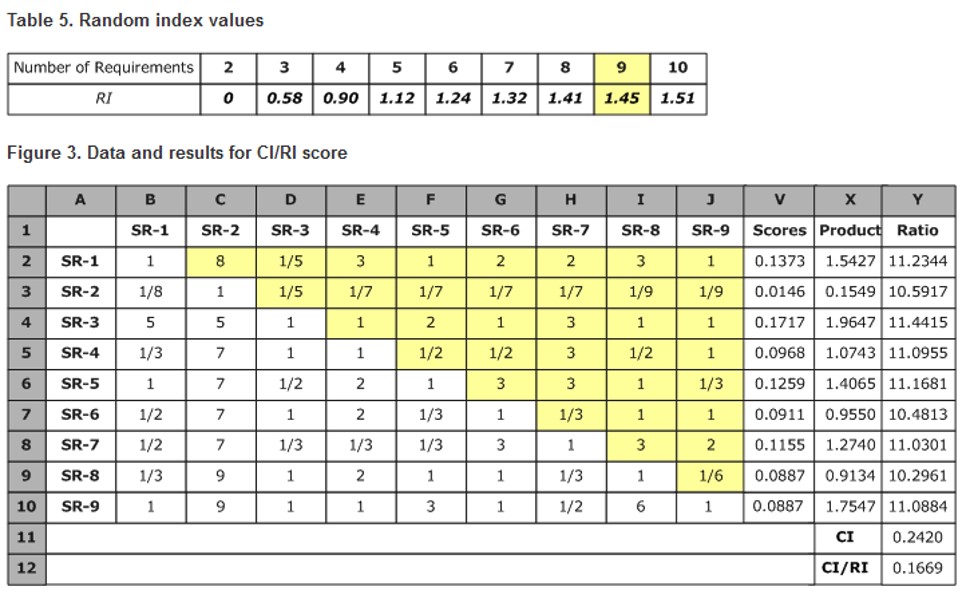 Table 5. Random index values
Number of Requirements 2 3 4 5 6 7 8 9 10
RI 0 0.58 0.90 1.12 1.24 1.32 1.41 1.45 1.51
Figure 3. Data and results for CI/RI score
A B C D E F G H I J V X Y
1 SR-1 SR-2 SR-3 SR-4 SR-5 SR-6 SR-7 SR-8 SR-9 Scores Product Ratio
2 SR-1 1 8 1/5 3 1 2 2 3 1 0.1373 1.5427 11.2344
3 SR-2 1/8 1 1/5 1/7 1/7 1/7 1/7 1/9 1/9 0.0146 0.1549 10.5917
4 SR-3 5 5 1 1 2 1 3 1 1 0.1717 1.9647 11.4415
5 SR-4 1/3 7 1 1 1/2 1/2 3 1/2 1 0.0968 1.0743 11.0955
6 SR-5 1 7 1/2 2 1 3 3 1 1/3 0.1259 1.4065 11.1681
7 SR-6 1/2 7 1 2 1/3 1 1/3 1 1 0.0911 0.9550 10.4813
8 SR-7 1/2 7 1/3 1/3 1/3 3 1 3 2 0.1155 1.2740 11.0301
9 SR-8 1/3 9 1 2 1 1 1/3 1 1/6 0.0887 0.9134 10.2961
10 SR-9 1 9 1 1 3 1 1/2 6 1 0.0887 1.7547 11.0884
11 CI 0.2420
12 CI/RI 0.1669